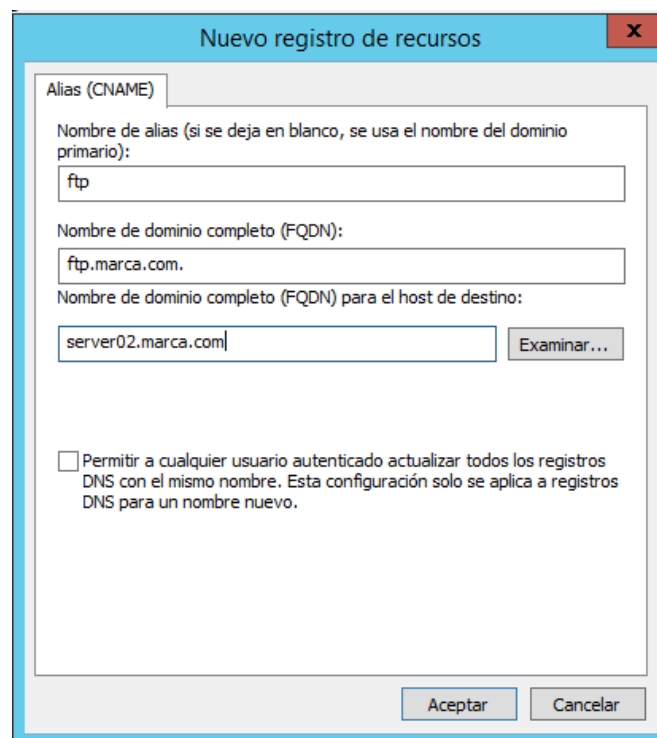 Nuevo registro de recursos
x
Alias (CNAME)
Nombre de alias (si se deja en blanco, se usa el nombre del dominio
primario):
ftp
Nombre de dominio completo (FQDN):
ftp.marca.com.
Nombre de dominio completo (FQDN) para el host de destino:
server02.marca.com
Examinar...
Permitir a cualquier usuario autenticado actualizar todos los registros
DNS con el mismo nombre. Esta configuración solo se aplica a registros
DNS para un nombre nuevo.
Aceptar
Cancelar